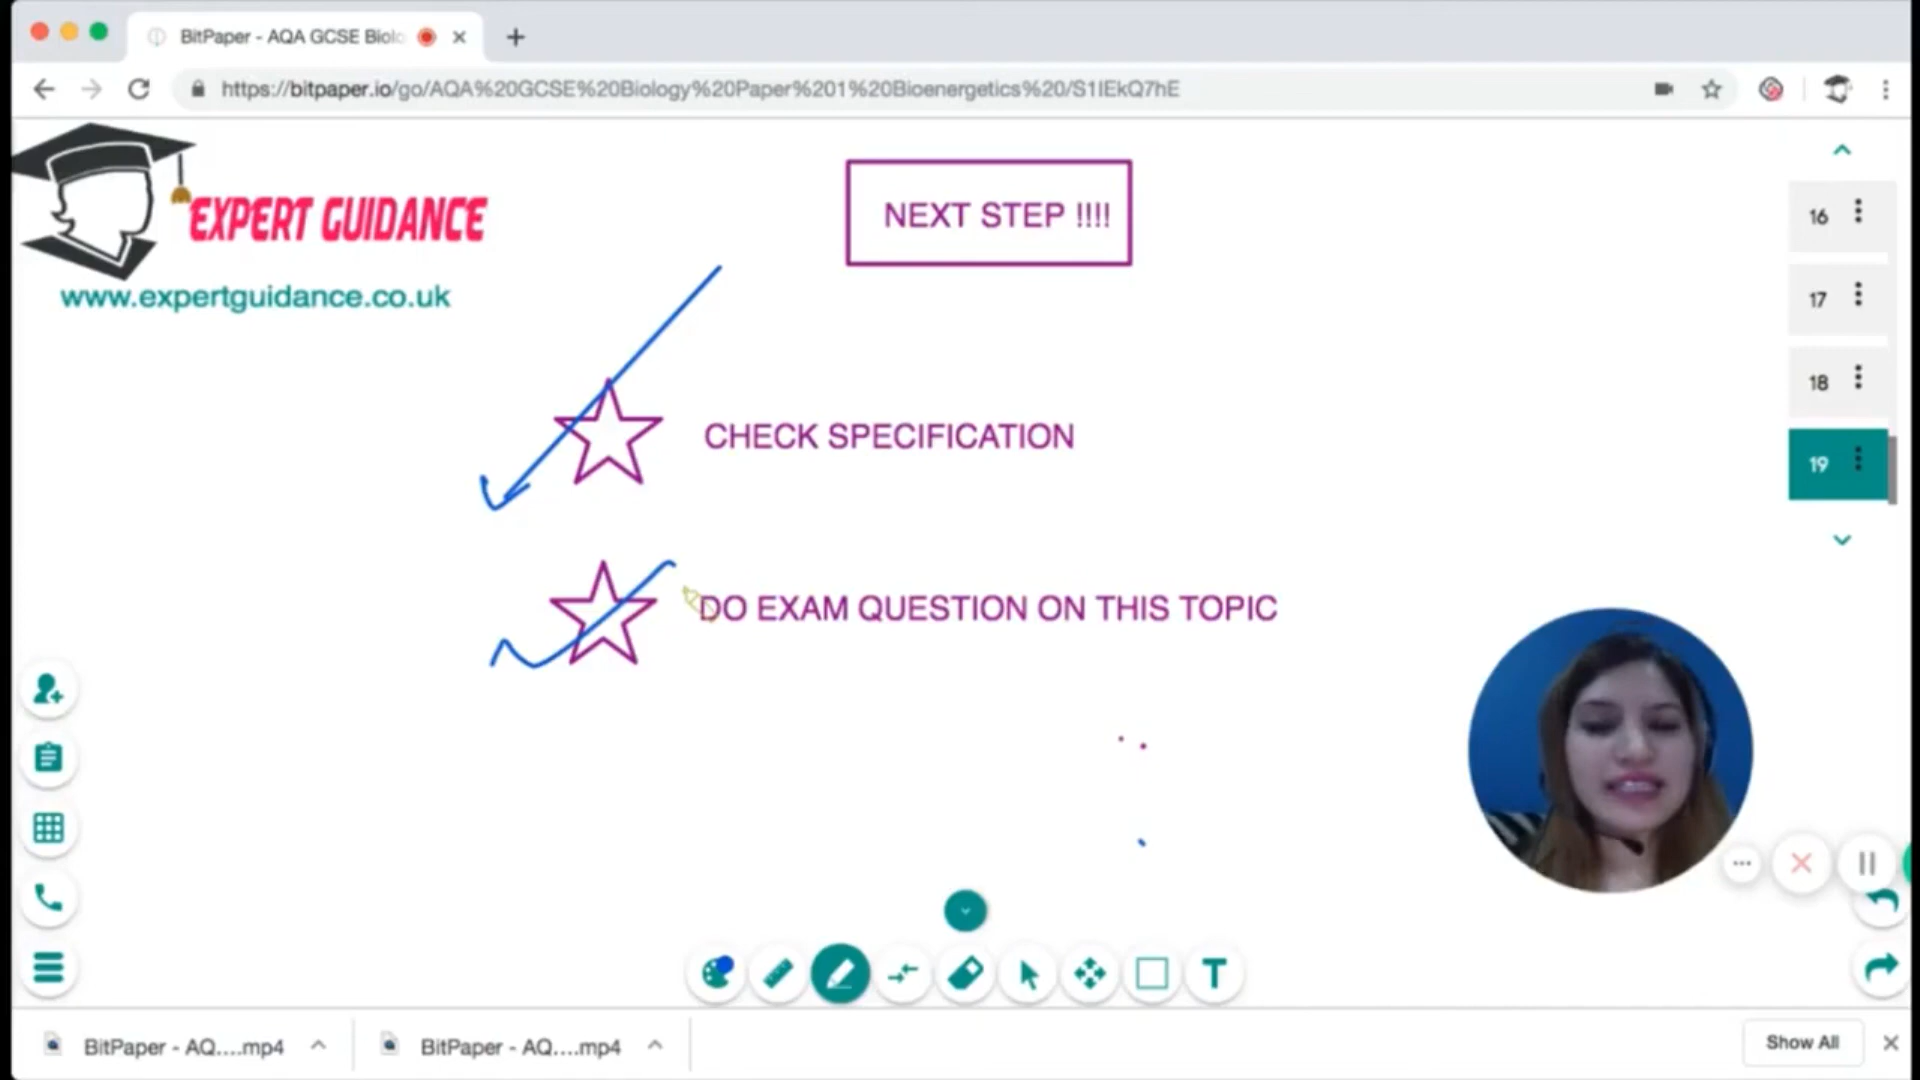 BitPaper - AQA GCSE Biolo
https://bitpaper.io/go/AQA%20GCSE%20Biology%20Paper%201%20Bioenergetics%20/S1IEkQ7hE
EXPERT GUIDANCE
www.expertguidance.co.uk
NEXT STEP !!!!
16
17
18
19
CHECK SPECIFICATION
DO EXAM QUESTION ON THIS TOPIC
T
BitPaper - AQ....mp4
BitPaper - AQ....mp4
Show All